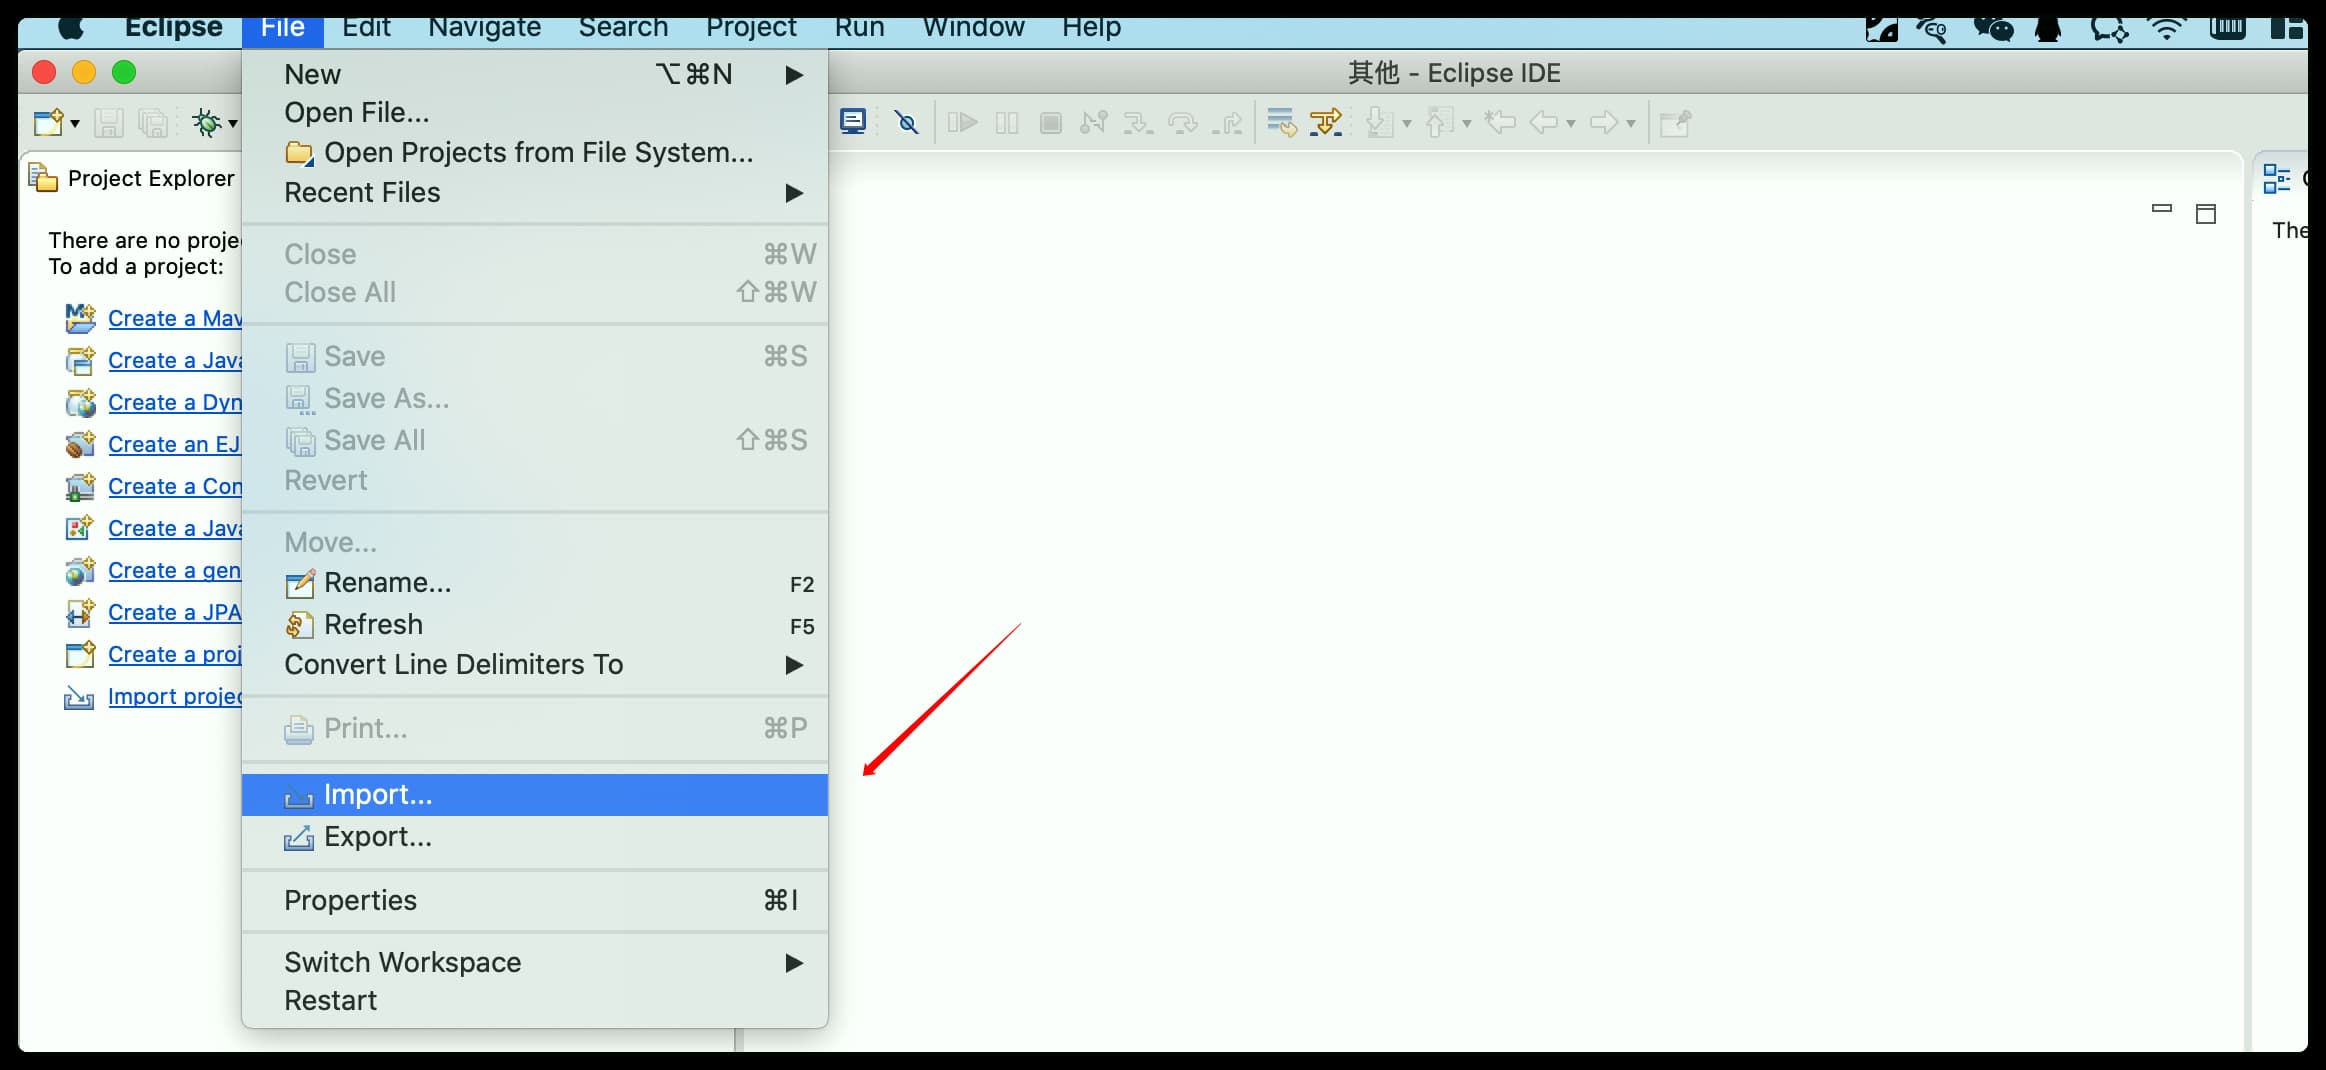 Eclipse File Edit Navigate Search Project Run Window Help
其他 - Eclipse IDE
Project Explorer
There are no proje
To add a project:
Create a Mav
Create a Java
Create a Dyn
Create an EJ
Create a Con
Create a Java
Create a gen
Create a JPA
Create a proj
Import projec
New ⌥⌘N ▶
Open File...
Open Projects from File System...
Recent Files ▶
Close ⌘W
Close All ⇧⌘W
Save ⌘S
Save As...
Save All ⇧⌘S
Revert
Move...
Rename... F2
Refresh F5
Convert Line Delimiters To ▶
Print... ⌘P
Import...
Export...
Properties ⌘I
Switch Workspace ▶
Restart
The